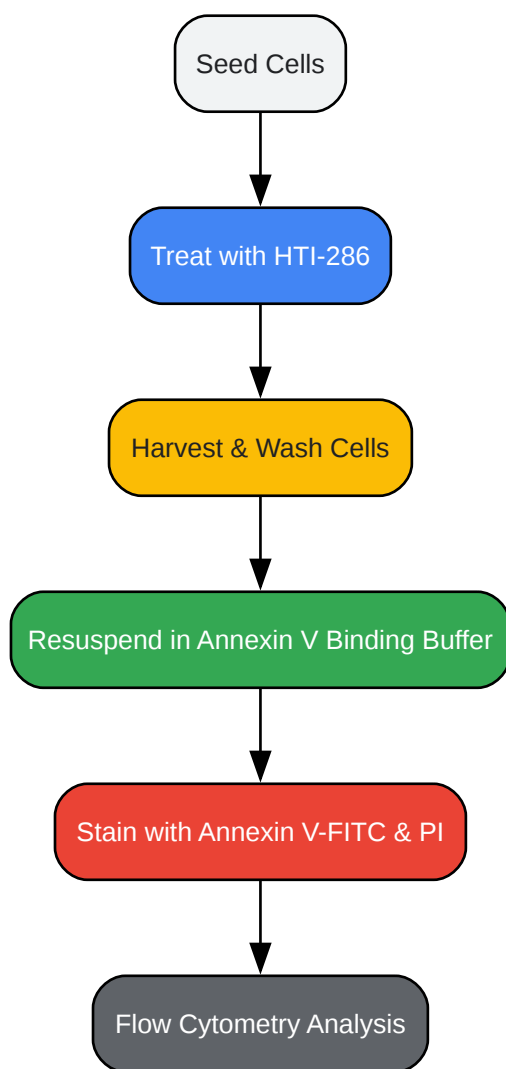 Seed Cells
Treat with HTI-286
Harvest & Wash Cells
Resuspend in Annexin V Binding Buffer
Stain with Annexin V-FITC & PI
Flow Cytometry Analysis